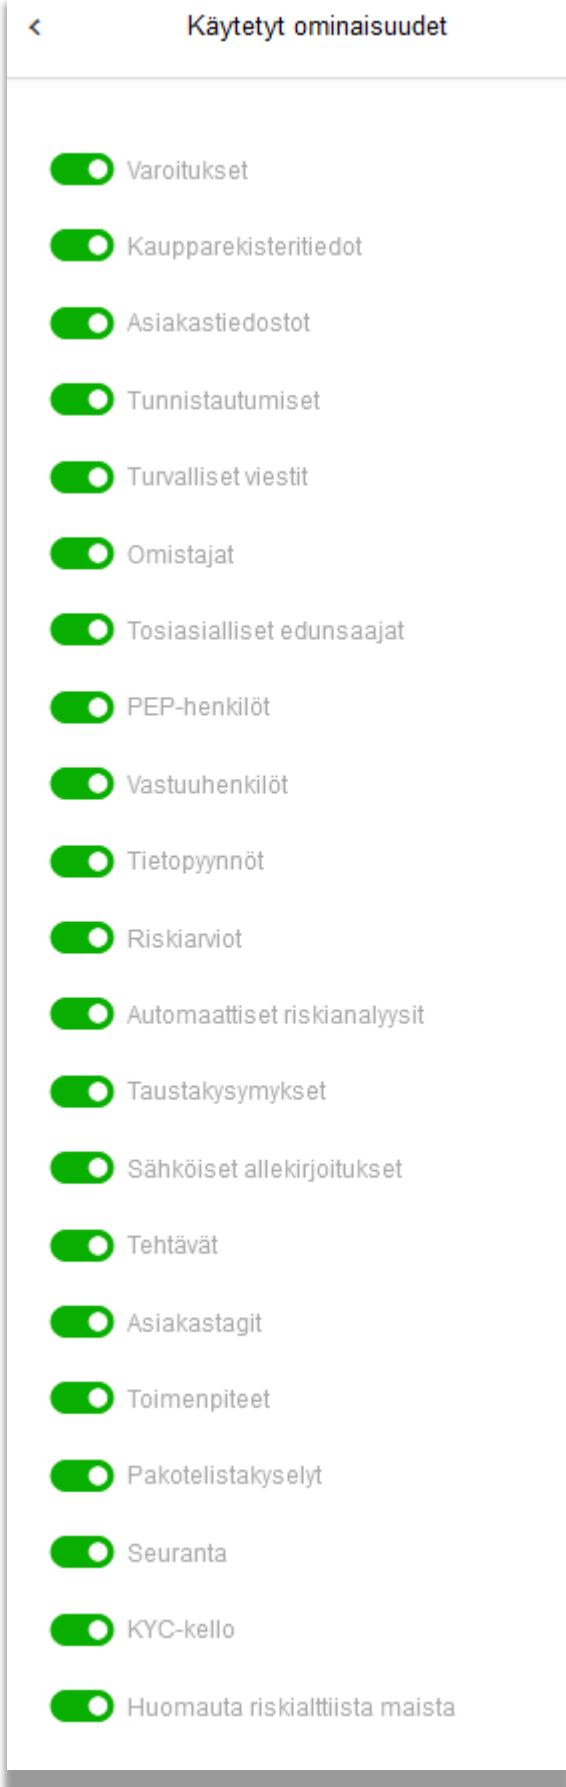 Käytetyt ominaisuudet
Varoitukset
Kaupparekisteritiedot
Asiakastiedostot
Tunnistautumiset
Turvalliset viestit
Omistajat
Tosiasialliset edunsaajat
PEP-henkilöt
Vastuuhenkilöt
Tietopyynnöt
Riskiarviot
Automaattiset riskianalyysit
Taustakysymykset
Sähköiset allekirjoitukset
Tehtävät
Asiakastagit
Toimenpiteet
Pakotelistakyselyt
Seuranta
KYC-kello
Huomauta riskialttiista maista